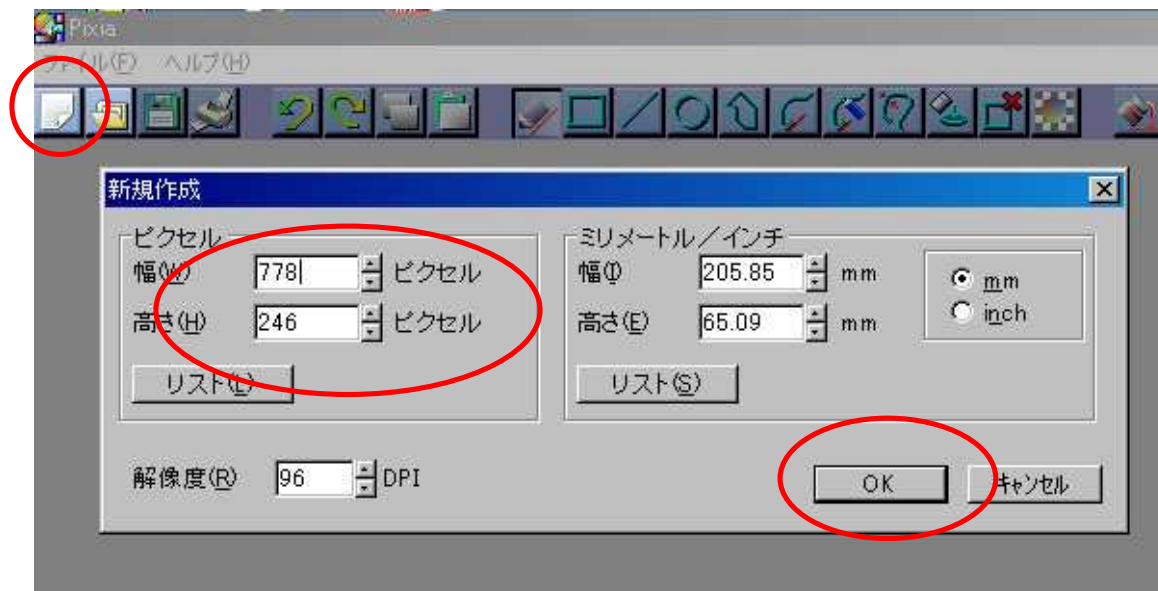 Pixia
ファイル(F) ヘルプ(H)
新規作成
ピクセル
幅(W) 778 ピクセル
高さ(H) 246 ピクセル
リスト(L)
ミリメートル／インチ
幅(I) 205.85 mm
高さ(E) 65.09 mm
mm
inch
リスト(S)
解像度(R) 96 DPI
OK キャンセル